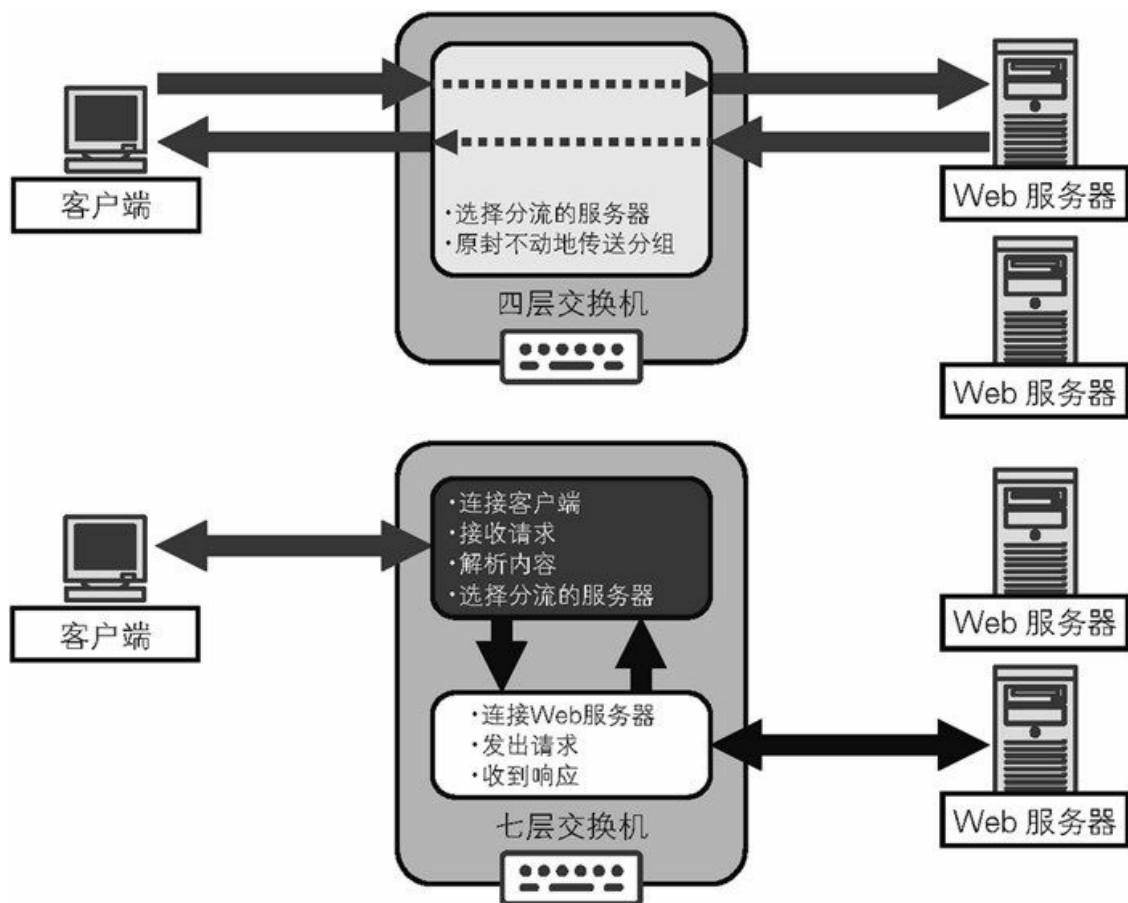 客户端
·选择分流的服务器
·原封不动地传送分组
四层交换机
Web 服务器
Web 服务器
客户端
·连接客户端
·接收请求
·解析内容
·选择分流的服务器
·连接Web服务器
·发出请求
·收到响应
七层交换机
Web 服务器
Web 服务器